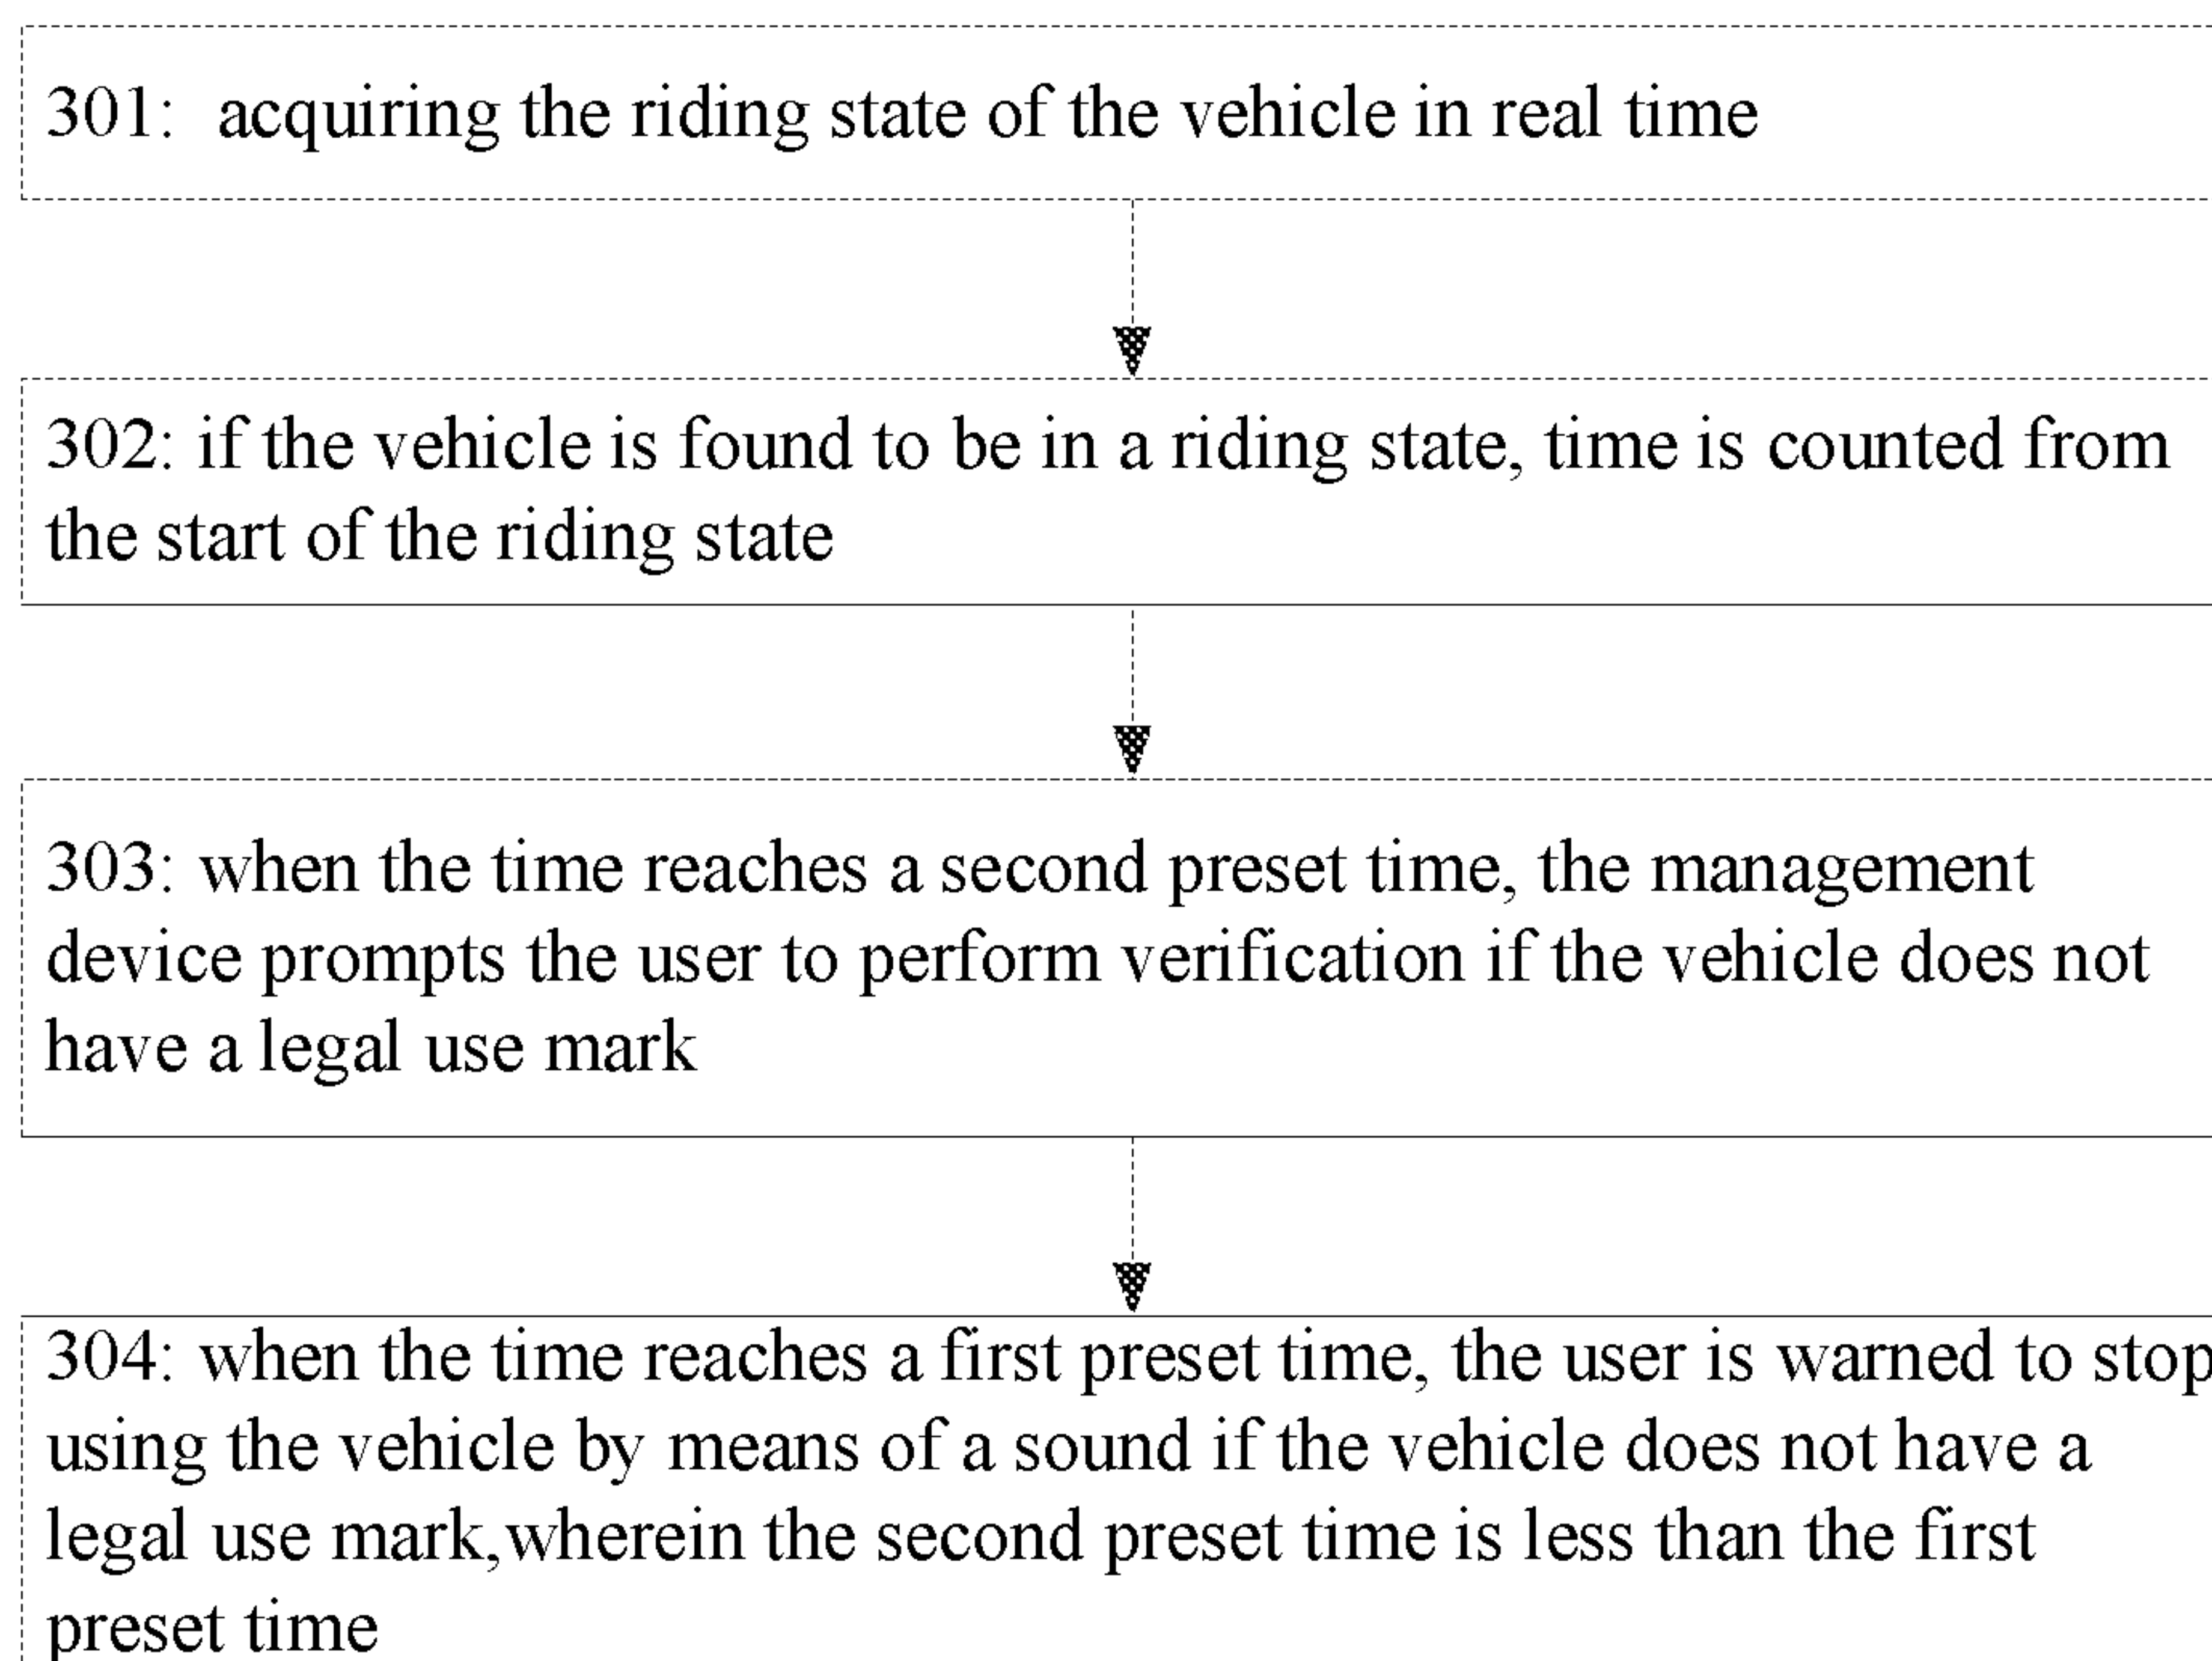 301: acquiring the riding state of the vehicle in real time
302: if the vehicle is found to be in a riding state, time is counted from
the start of the riding state
303: when the time reaches a second preset time, the management
device prompts the user to perform verification if the vehicle does not
have a legal use mark
304: when the time reaches a first preset time, the user is warned to stop
using the vehicle by means of a sound if the vehicle does not have a
legal use mark,wherein the second preset time is less than the first
preset time